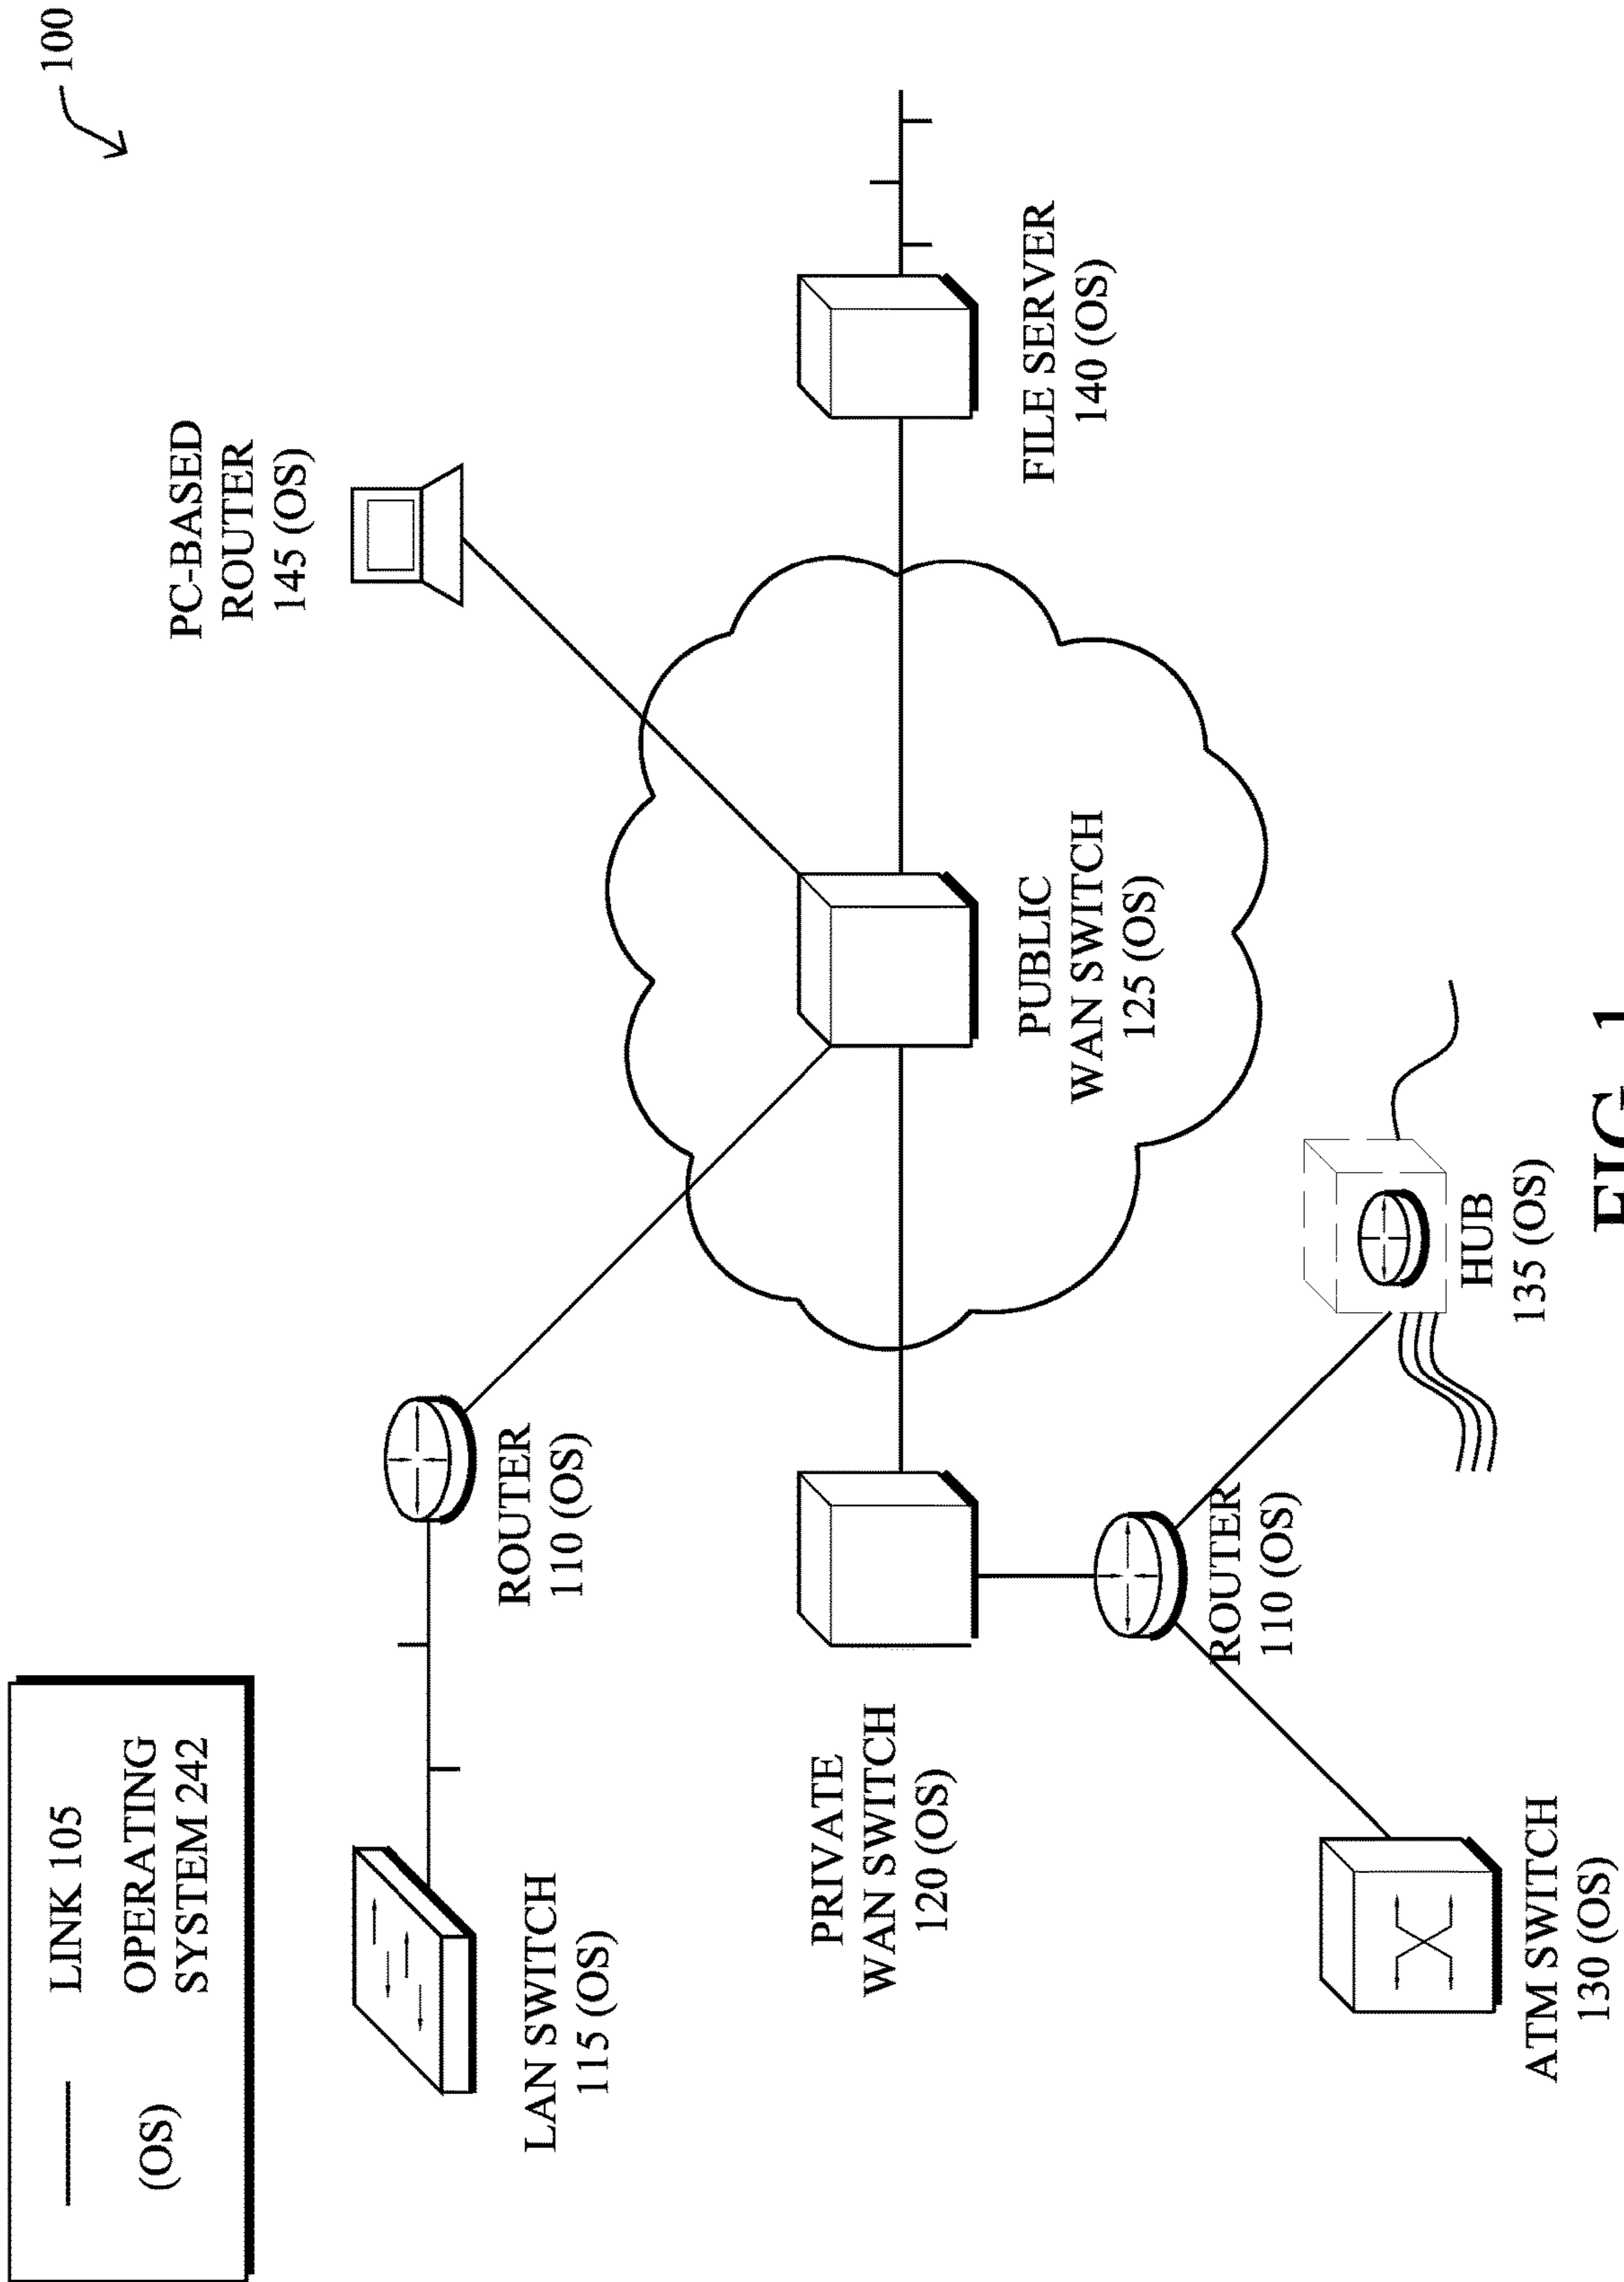 100
LINK 105
(OS)
OPERATING
SYSTEM 242
PC-BASED
ROUTER
145 (OS)
LAN SWITCH
115 (OS)
ROUTER
110 (OS)
PRIVATE
WAN SWITCH
120 (OS)
PUBLIC
WAN SWITCH
125 (OS)
FILE SERVER
140 (OS)
ROUTER
110 (OS)
ATM SWITCH
130 (OS)
HUB
135 (OS)
FIG. 1